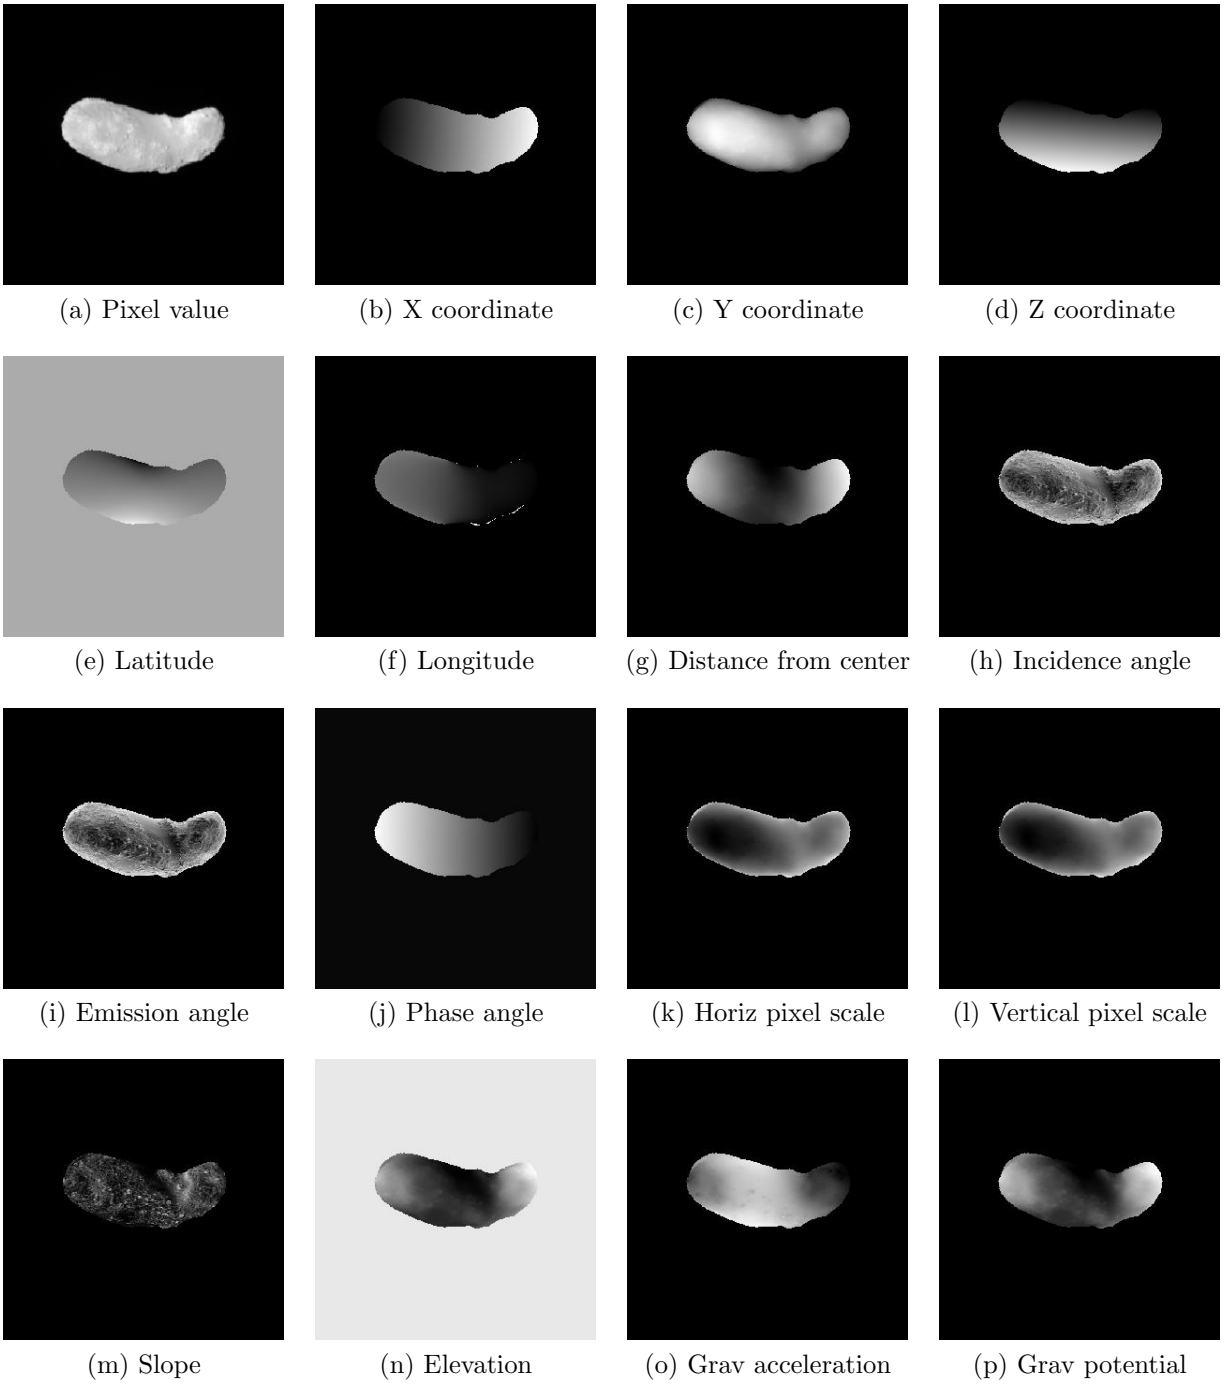 (a) Pixel value
(b) X coordinate
(c) Y coordinate
(d) Z coordinate
(e) Latitude
(f) Longitude
(g) Distance from center
(h) Incidence angle
(i) Emission angle
(j) Phase angle
(k) Horiz pixel scale
(l) Vertical pixel scale
(m) Slope
(n) Elevation
(o) Grav acceleration
(p) Grav potential